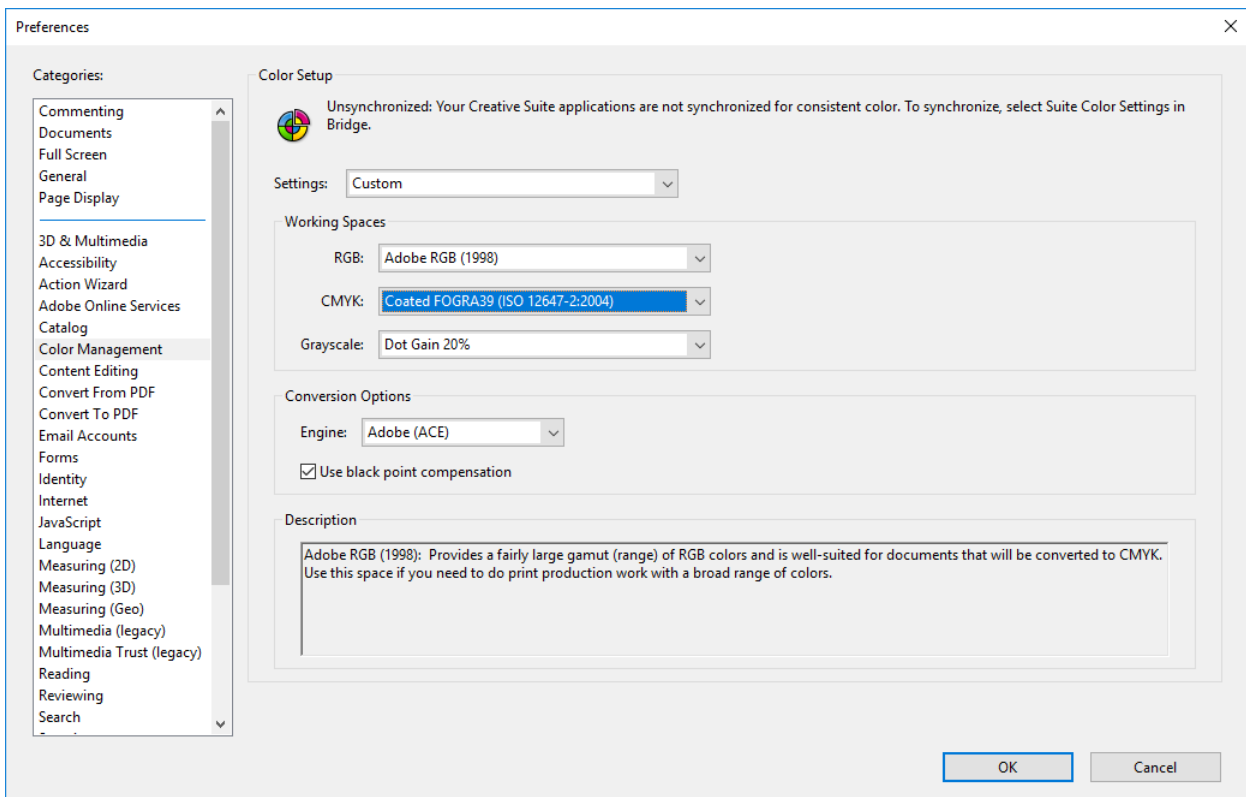 Preferences
Categories:
Commenting
Documents
Full Screen
General
Page Display
3D & Multimedia
Accessibility
Action Wizard
Adobe Online Services
Catalog
Color Management
Content Editing
Convert From PDF
Convert To PDF
Email Accounts
Forms
Identity
Internet
JavaScript
Language
Measuring (2D)
Measuring (3D)
Measuring (Geo)
Multimedia (legacy)
Multimedia Trust (legacy)
Reading
Reviewing
Search
Color Setup
Unsynchronized: Your Creative Suite applications are not synchronized for consistent color. To synchronize, select Suite Color Settings in
Bridge.
Settings: Custom
Working Spaces
RGB: Adobe RGB (1998)
CMYK: Coated FOGRA39 (ISO 12647-2:2004)
Grayscale: Dot Gain 20%
Conversion Options
Engine: Adobe (ACE)
Use black point compensation
Description
Adobe RGB (1998):  Provides a fairly large gamut (range) of RGB colors and is well-suited for documents that will be converted to CMYK.
Use this space if you need to do print production work with a broad range of colors.
OK Cancel